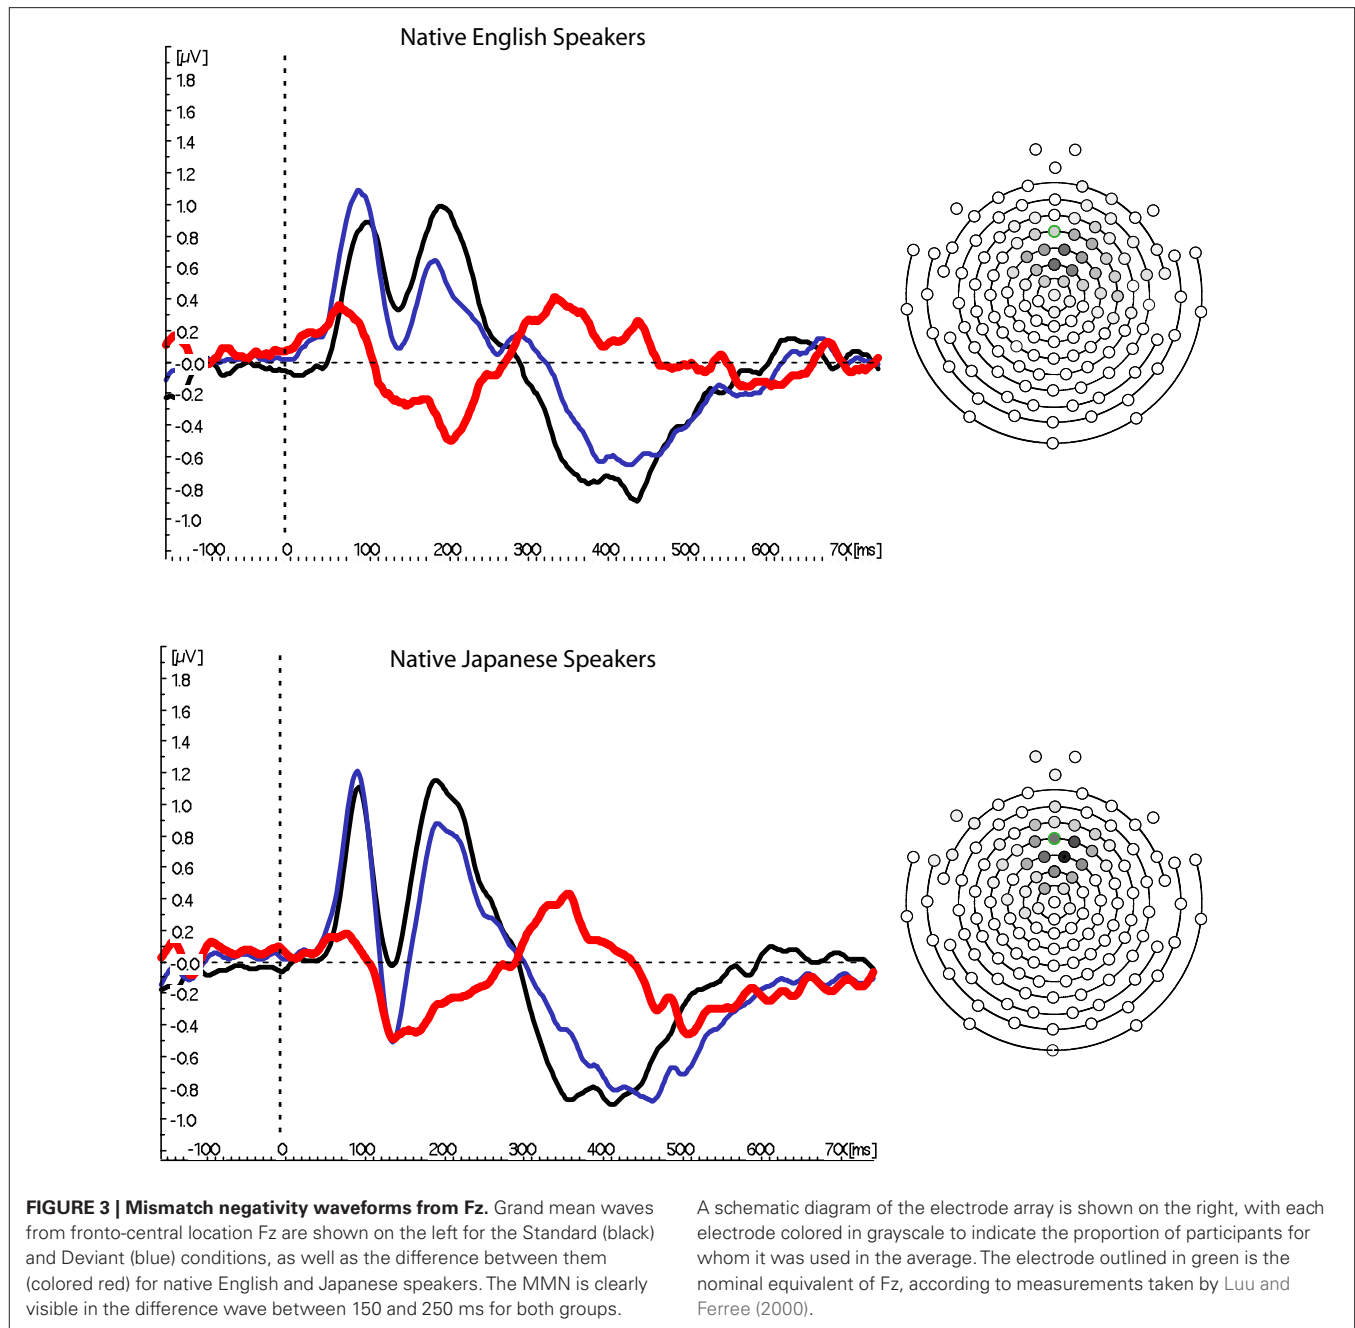 Native English Speakers
[µV]
1.8
1.6
1.4
1.2
1.0
0.8
0.6
0.4
0.2
-0.0
-0.2
-0.4
-0.6
-0.8
-1.0
-100 0 100 200 300 400 500 600 700[ms]
Native Japanese Speakers
[µV]
1.8
1.6
1.4
1.2
1.0
0.8
0.6
0.4
0.2
-0.0
-0.2
-0.4
-0.6
-0.8
-1.0
-100 0 100 200 300 400 500 600 700[ms]
FIGURE 3 | Mismatch negativity waveforms from Fz. Grand mean waves
from fronto-central location Fz are shown on the left for the Standard (black)
and Deviant (blue) conditions, as well as the difference between them
(colored red) for native English and Japanese speakers. The MMN is clearly
visible in the difference wave between 150 and 250 ms for both groups.
A schematic diagram of the electrode array is shown on the right, with each
electrode colored in grayscale to indicate the proportion of participants for
whom it was used in the average. The electrode outlined in green is the
nominal equivalent of Fz, according to measurements taken by Luu and
Ferree (2000).